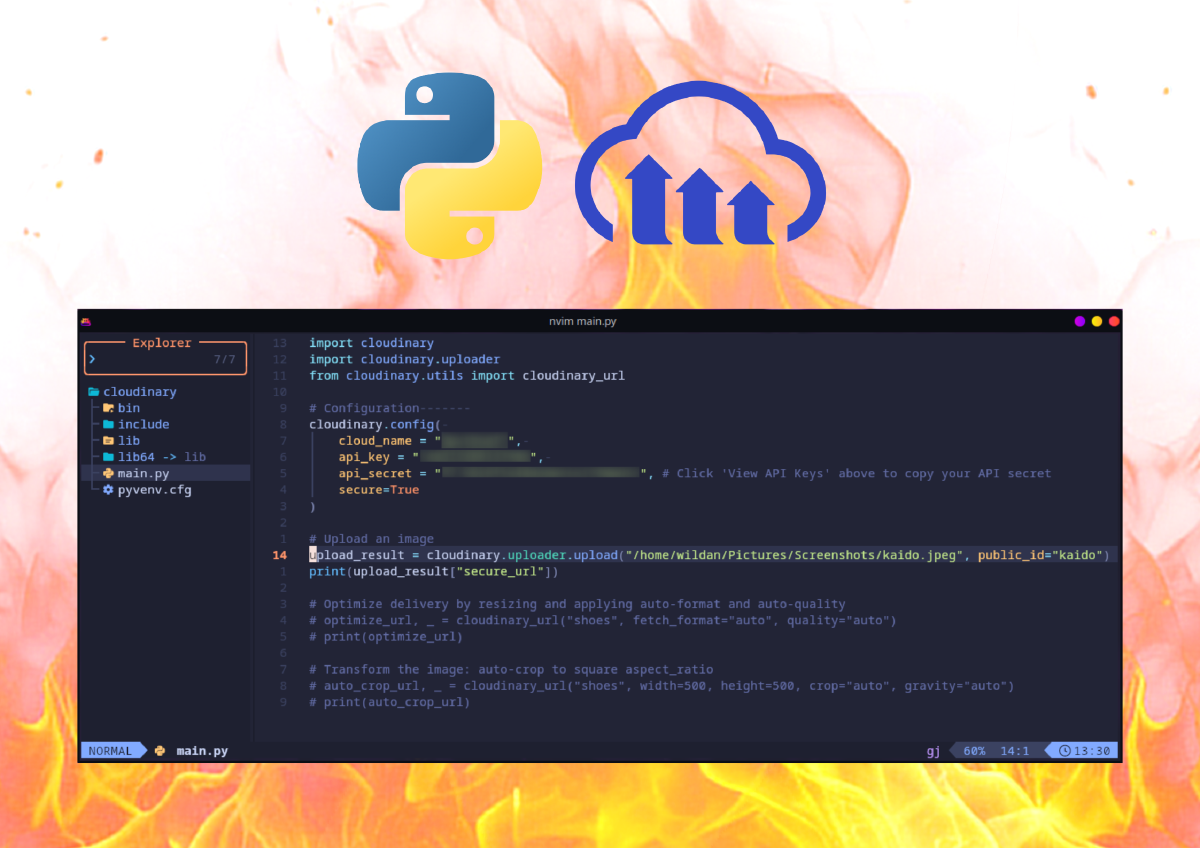 nvim main.py
Explorer
7/7
cloudinary
bin
include
lib
lib64 -> lib
main.py
pyvenv.cfg
13 import cloudinary
12 import cloudinary.uploader
11 from cloudinary.utils import cloudinary_url
10
9 # Configuration-------
8 cloudinary.config(-
7 cloud_name = "",-
6 api_key = "",-
5 api_secret = "", # Click 'View API Keys' above to copy your API secret
4 secure=True
3 )
2
1 # Upload an image
14 upload_result = cloudinary.uploader.upload("/home/wildan/Pictures/Screenshots/kaido.jpeg", public_id="kaido")
1 print(upload_result["secure_url"])
2
3 # Optimize delivery by resizing and applying auto-format and auto-quality
4 # optimize_url, _ = cloudinary_url("shoes", fetch_format="auto", quality="auto")
5 # print(optimize_url)
6
7 # Transform the image: auto-crop to square aspect_ratio
8 # auto_crop_url, _ = cloudinary_url("shoes", width=500, height=500, crop="auto", gravity="auto")
9 # print(auto_crop_url)
NORMAL main.py gj 60% 14:1 13:30